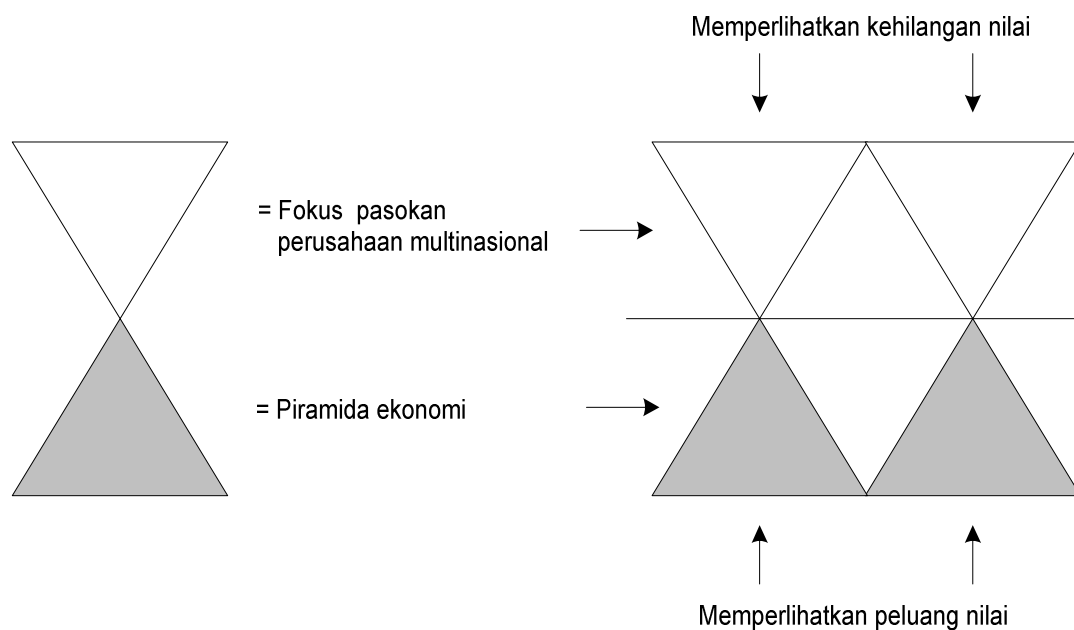 Memperlihatkan kehilangan nilai
= Fokus pasokan
perusahaan multinasional
= Piramida ekonomi
Memperlihatkan peluang nilai